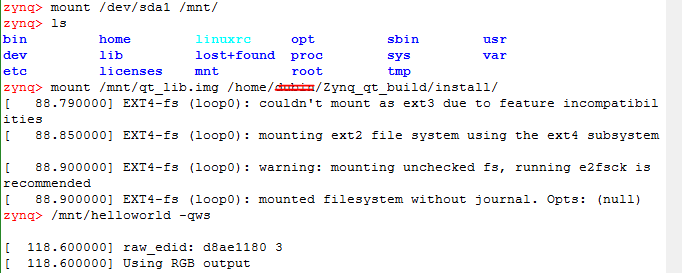 zynq> mount /dev/sda1 /mnt/
zynq> ls
bin home linuxrc opt sbin usr
dev lib lost+found proc sys var
etc licenses mnt root tmp
zynq> mount /mnt/qt_lib.img /home/ /Zynq_qt_build/install/
[   88.790000] EXT4-fs (loop0): couldn't mount as ext3 due to feature incompatibil
ities
[   88.850000] EXT4-fs (loop0): mounting ext2 file system using the ext4 subsystem
[   88.900000] EXT4-fs (loop0): warning: mounting unchecked fs, running e2fsck is
recommended
[   88.900000] EXT4-fs (loop0): mounted filesystem without journal. Opts: (null)
zynq> /mnt/helloworld -qws
[  118.600000] raw_edid: d8ae1180 3
[  118.600000] Using RGB output